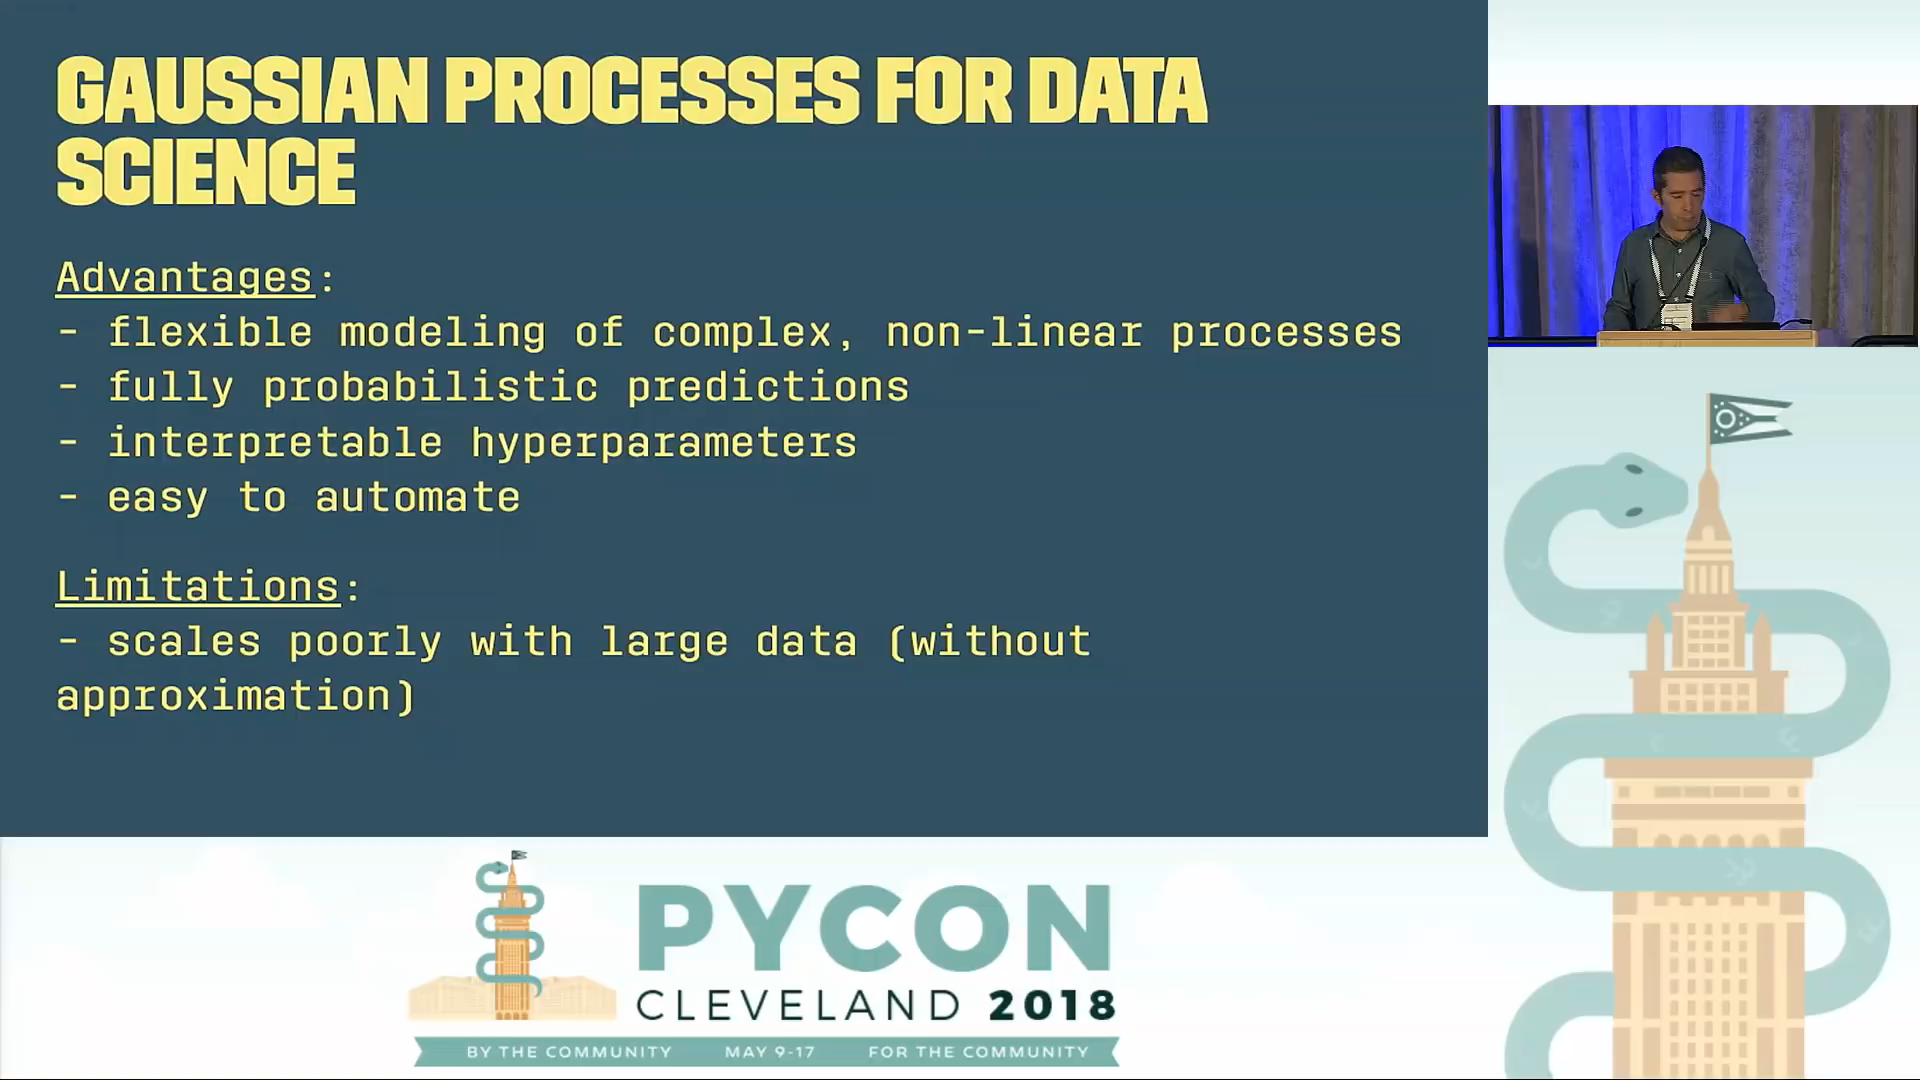 GAUSSIAN PROCESSES FOR DATA
SCIENCE
Advantages:
- flexible modeling of complex, non-linear processes
- fully probabilistic predictions
- interpretable hyperparameters
- easy to automate
Limitations:
- scales poorly with large data (without
approximation)
PYCON
CLEVELAND 2018
BY THE COMMUNITY MAY 9-17 FOR THE COMMUNITY